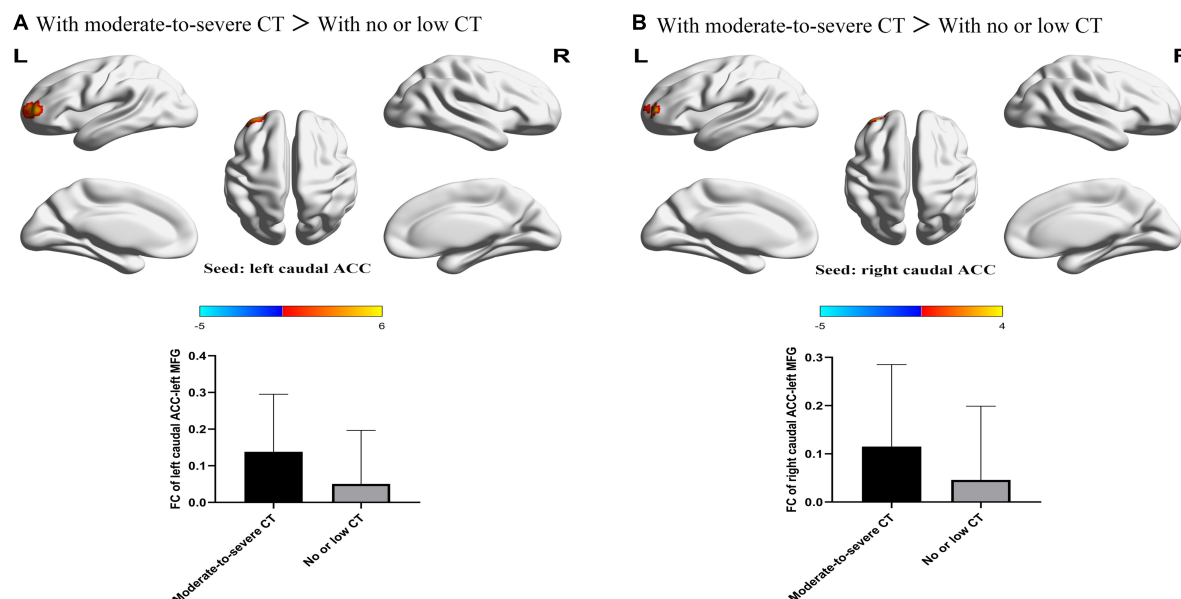 A With moderate-to-severe CT > With no or low CT
L
R
Seed: left caudal ACC
-5
6
FC of left caudal ACC-left MFG
0.4
0.3
0.2
0.1
0.0
Moderate-to-severe CT
No or low CT
B With moderate-to-severe CT > With no or low CT
L
Seed: right caudal ACC
-5
4
FC of right caudal ACC-left MFG
0.3
0.2
0.1
0.0
Moderate-to-severe CT
No or low CT